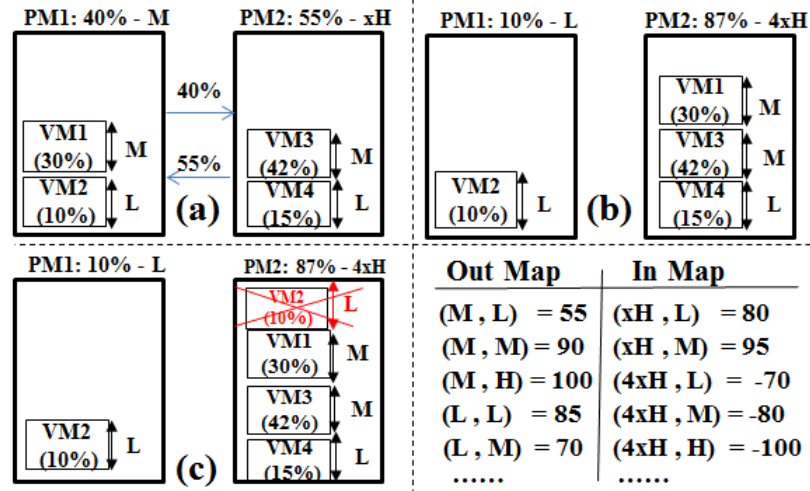 PM1: 40% - M
PM2: 55% - xH
VM1
(30%)
M
VM2
(10%)
L
40%
55%
VM3
(42%)
M
VM4
(15%)
L
(a)
PM1: 10% - L
PM2: 87% - 4xH
VM2
(10%)
L
VM1
(30%)
M
VM3
(42%)
M
VM4
(15%)
L
(b)
PM1: 10% - L
PM2: 87% - 4xH
VM2
(10%)
L
VM2
(10%)
L
VM1
(30%)
M
VM3
(42%)
M
VM4
(15%)
L
(c)
Out Map
In Map
(M , L) = 55
(xH , L) = 80
(M , M) = 90
(xH , M) = 95
(M , H) = 100
(4xH , L) = -70
(L , L) = 85
(4xH , M) = -80
(L , M) = 70
(4xH , H) = -100
......
......